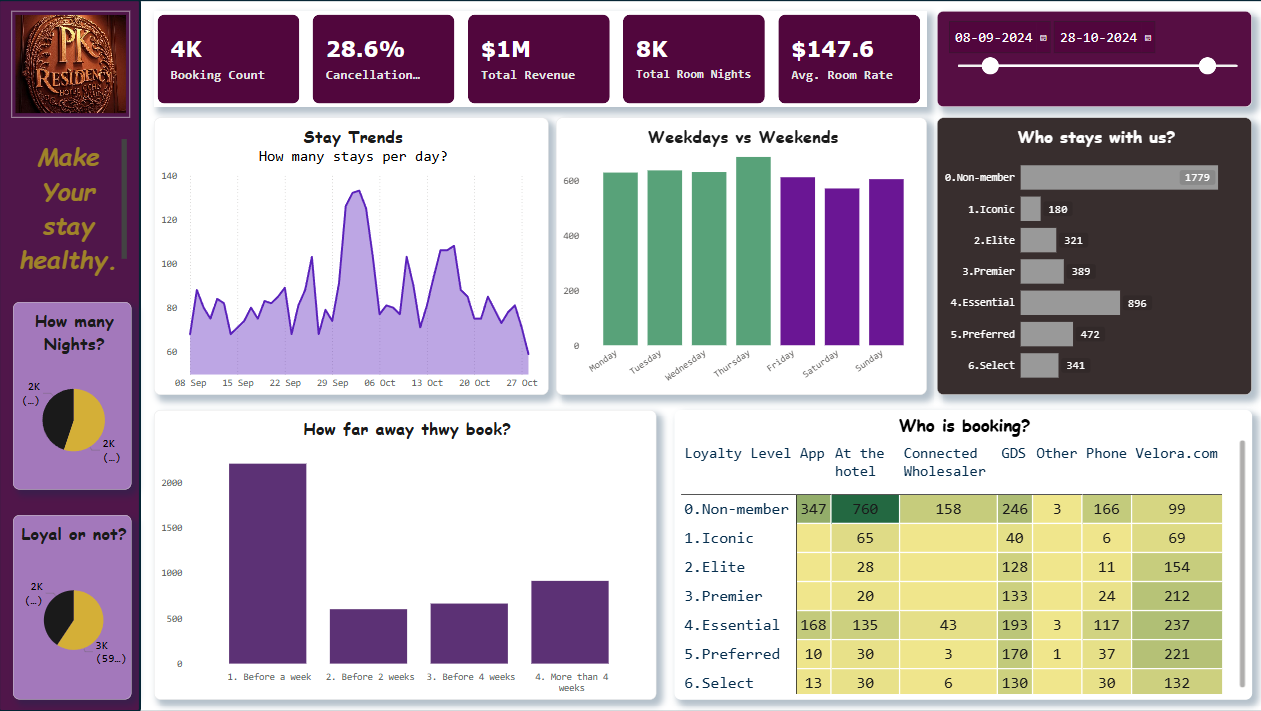 PK
RESIDENCY
Make
Your
stay
healthy.
How many
Nights?
2K
(…)
2K
(…)
Loyal or not?
2K
(…)
3K
(59…)
4K
Booking Count
28.6%
Cancellation…
$1M
Total Revenue
8K
Total Room Nights
$147.6
Avg. Room Rate
08-09-2024 28-10-2024
Stay Trends
How many stays per day?
140
120
100
80
60
08 Sep 15 Sep 22 Sep 29 Sep 06 Oct 13 Oct 20 Oct 27 Oct
Weekdays vs Weekends
600
400
200
0
Monday Tuesday Wednesday Thursday Friday Saturday Sunday
Who stays with us?
0.Non-member 1779
1.Iconic 180
2.Elite 321
3.Premier 389
4.Essential 896
5.Preferred 472
6.Select 341
How far away thwy book?
2000
1500
1000
500
0
1. Before a week 2. Before 2 weeks 3. Before 4 weeks 4. More than 4
weeks
Who is booking?
Loyalty Level App At the Connected GDS Other Phone Velora.com
hotel Wholesaler
0.Non-member 347 760 158 246 3 166 99
1.Iconic 65 40 6 69
2.Elite 28 128 11 154
3.Premier 20 133 24 212
4.Essential 168 135 43 193 3 117 237
5.Preferred 10 30 3 170 1 37 221
6.Select 13 30 6 130 30 132